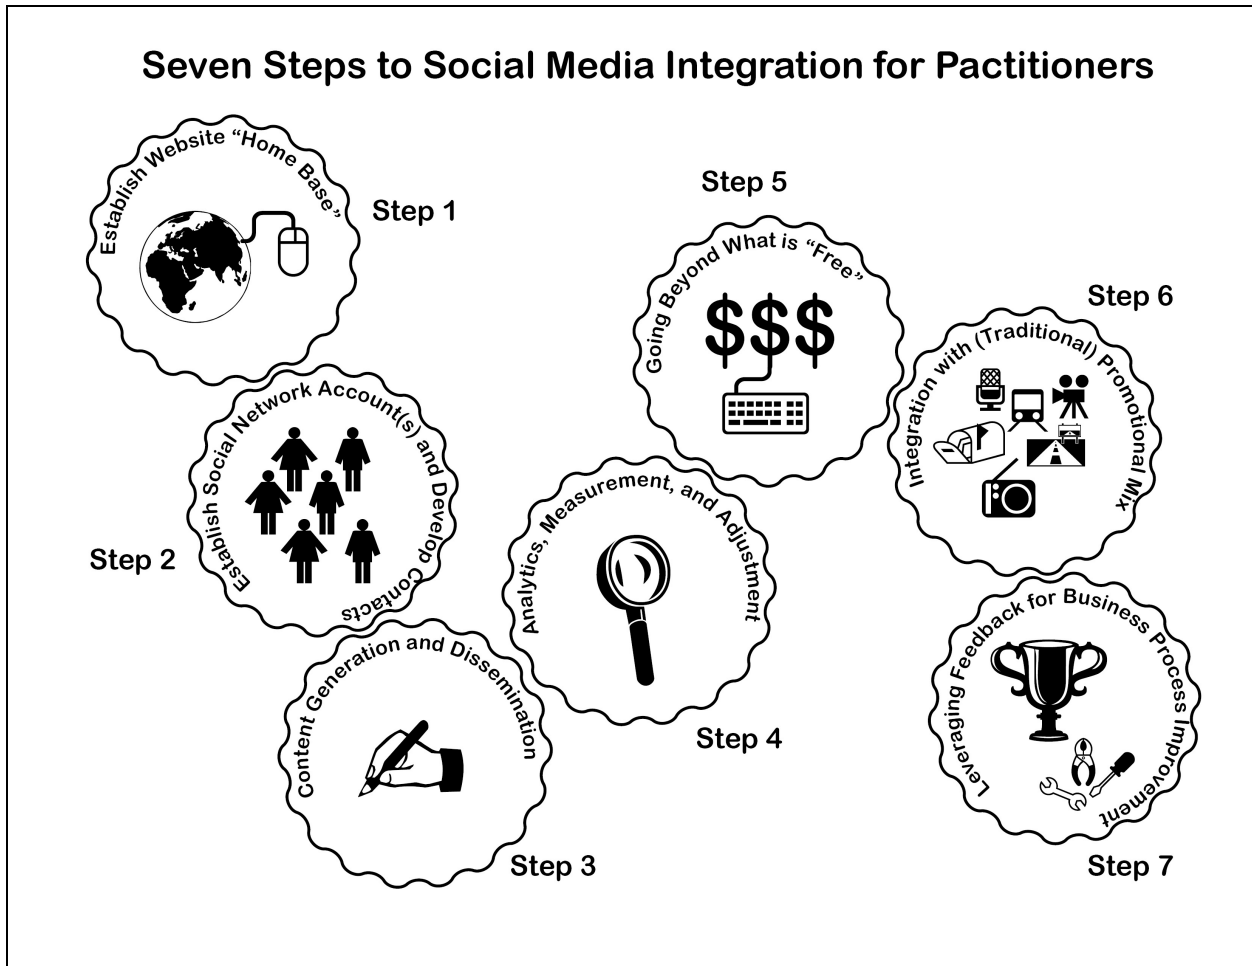 Seven Steps to Social Media Integration for Pactitioners
Establish Website “Home Base”
Step 1
Establish Social Network Account(s) and Develop Contacts
Step 2
Content Generation and Dissemination
Step 3
Analytics, Measurement, and Adjustment
Step 4
Step 5
Going Beyond What is “Free”
$$$
Step 6
Integration with (Traditional) Promotional Mix
Leveraging Feedback for Business Process Improvement
Step 7